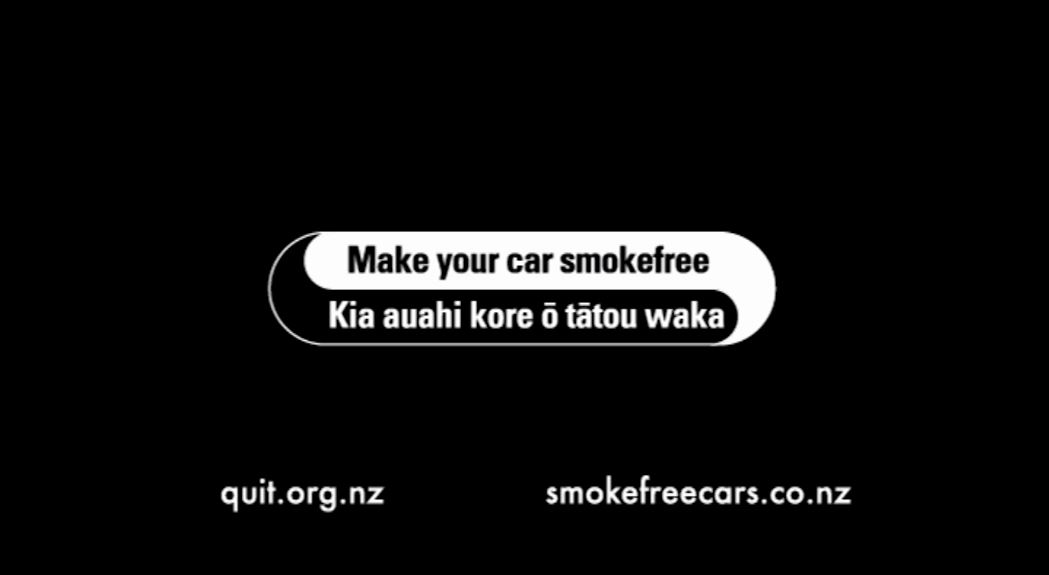 Make your car smokefree
Kia auahi kore ō tātou waka
quit.org.nz
smokefreecars.co.nz